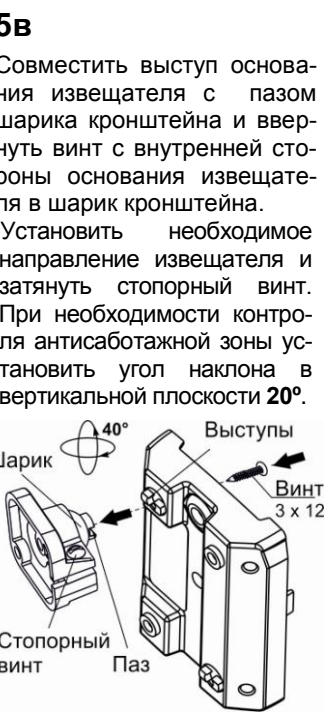 5в
Совместить выступ основа-
ния извещателя с пазом
шарика кронштейна и ввер-
нуть винт с внутренней сто-
роны основания извещате-
ля в шарик кронштейна.
Установить необходимое
направление извещателя и
затянуть стопорный винт.
При необходимости контро-
ля антисаботажной зоны ус-
тановить угол наклона в
вертикальной плоскости 20º.
40°
Выступы
Шарик
Винт
3 х 12
Стопорный
винт
Паз